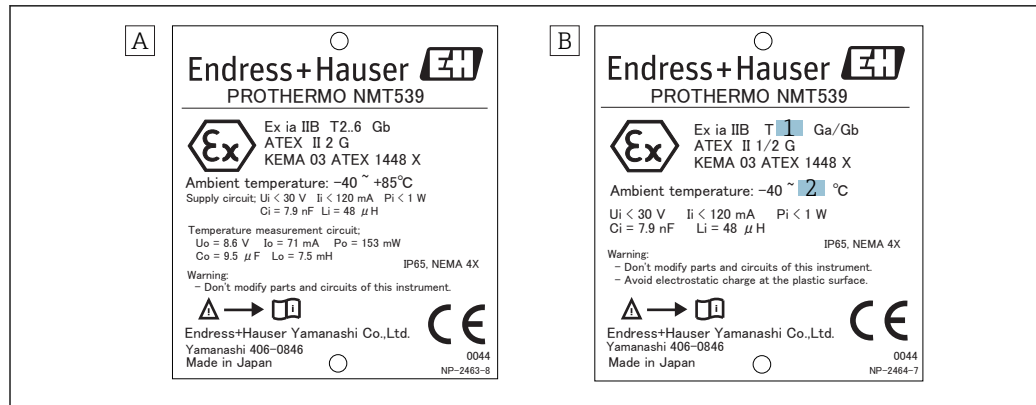 A
Endress+Hauser EH
PROTHERMO NMT539
Ex
Ex ia IIB T2..6 Gb
ATEX II 2 G
KEMA 03 ATEX 1448 X
Ambient temperature: -40 ~ +85℃
Supply circuit; Ui < 30 V Ii < 120 mA Pi < 1 W
Ci = 7.9 nF Li = 48 μH
Temperature measurement circuit;
Uo = 8.6 V Io = 71 mA Po = 153 mW
Co = 9.5 μF Lo = 7.5 mH
IP65, NEMA 4X
Warning:
- Don't modify parts and circuits of this instrument.
Endress+Hauser Yamanashi Co.,Ltd.
Yamanashi 406-0846
Made in Japan
CE
0044
NP-2463-8
B
Endress+Hauser EH
PROTHERMO NMT539
Ex
Ex ia IIB T 1 Ga/Gb
ATEX II 1/2 G
KEMA 03 ATEX 1448 X
Ambient temperature: -40 ~ 2 ℃
Ui < 30 V Ii < 120 mA Pi < 1 W
Ci = 7.9 nF Li = 48 μH
IP65, NEMA 4X
Warning:
- Don't modify parts and circuits of this instrument.
- Avoid electrostatic charge at the plastic surface.
Endress+Hauser Yamanashi Co.,Ltd.
Yamanashi 406-0846
Made in Japan
CE
0044
NP-2464-7